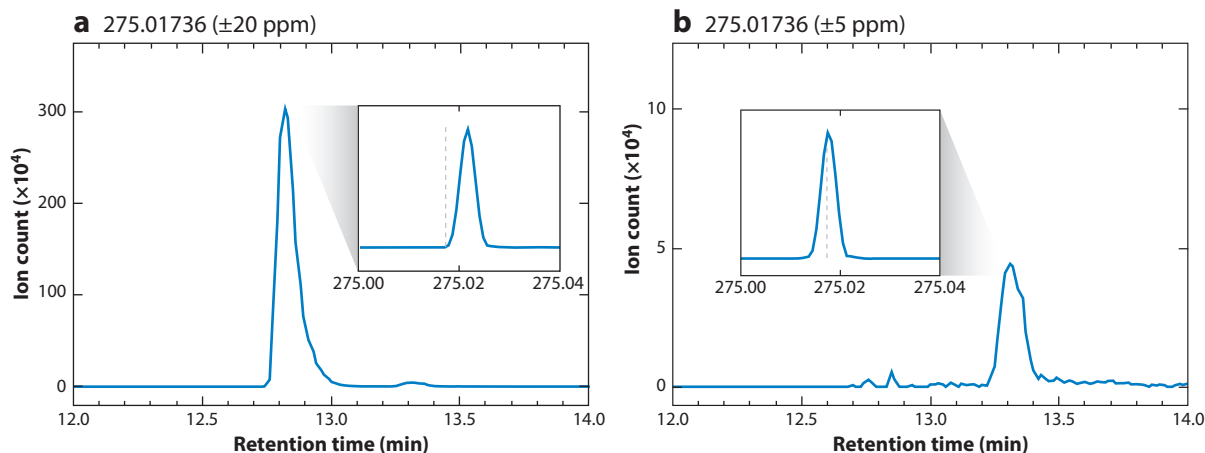 a 275.01736 (±20 ppm)
Ion count (×10⁴)
300
200
100
0
12.0 12.5 13.0 13.5 14.0
Retention time (min)
275.00 275.02 275.04
b 275.01736 (±5 ppm)
Ion count (×10⁴)
10
5
0
12.0 12.5 13.0 13.5 14.0
Retention time (min)
275.00 275.02 275.04